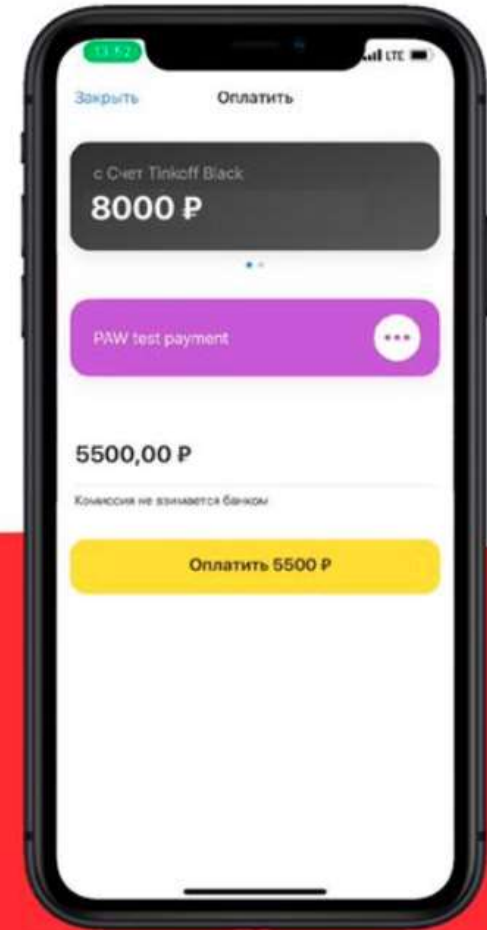 13:52
LTE
Закрыть
Оплатить
с Счет Tinkoff Black
8000 ₽
PAW test payment
5500,00 ₽
Комиссия не взимается банком
Оплатить 5500 ₽